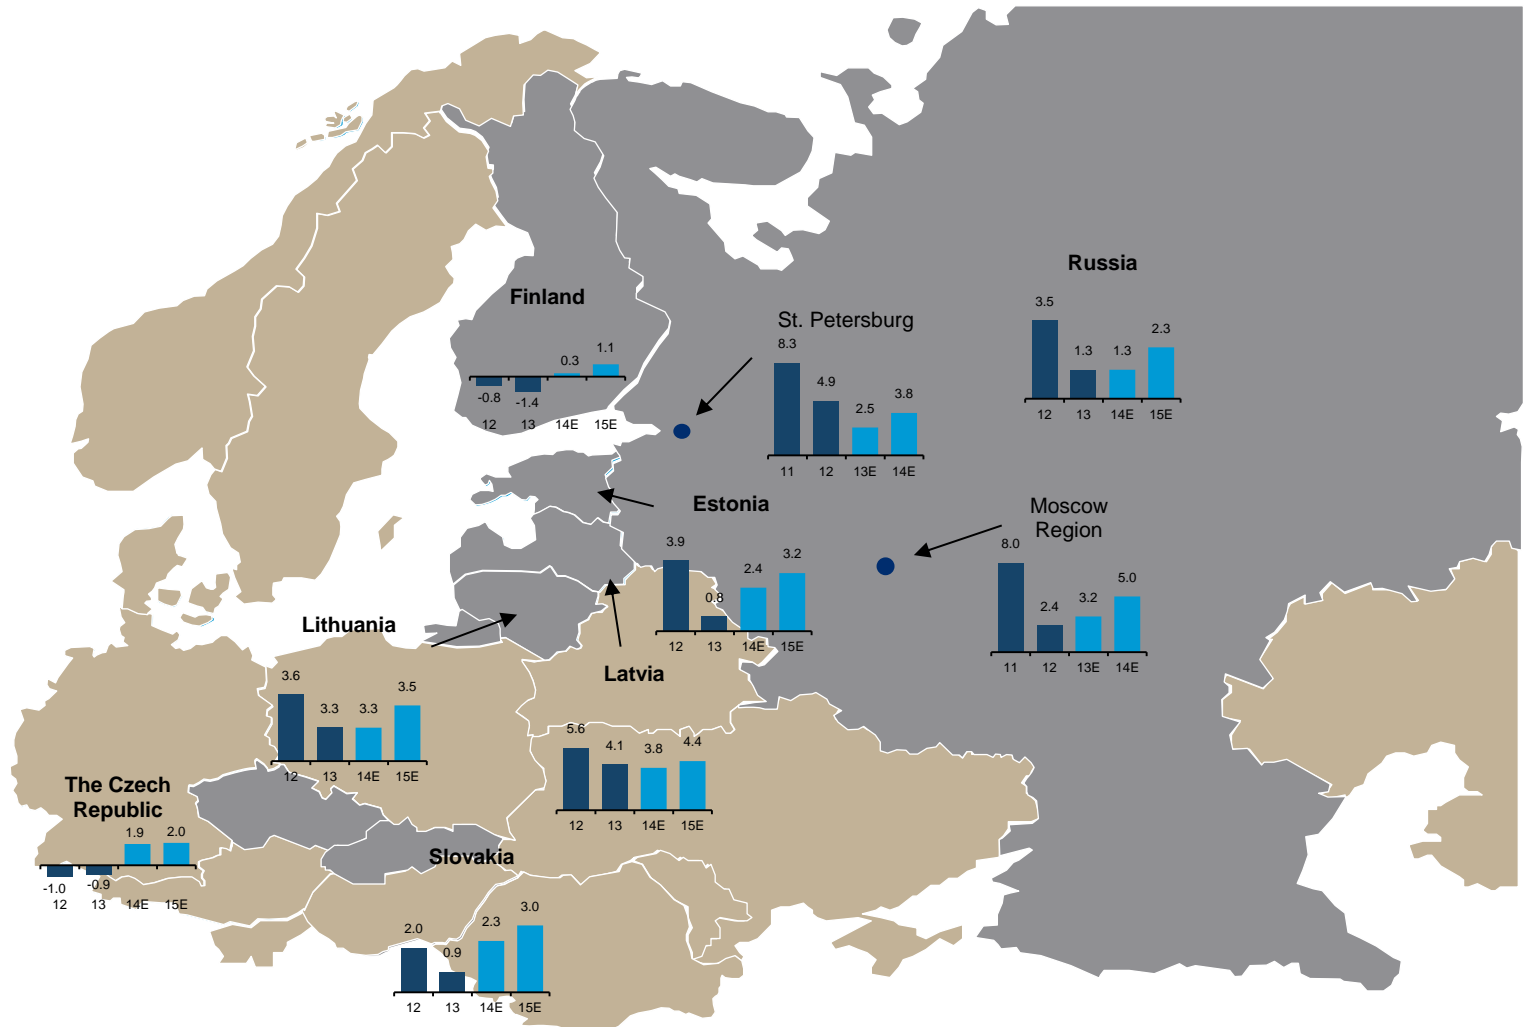 Russia
3.5
1.3
1.3
2.3
12
13
14E
15E
Finland
-0.8
-1.4
0.3
1.1
12
13
14E
15E
St. Petersburg
8.3
4.9
2.5
3.8
11
12
13E
14E
Estonia
3.9
0.8
2.4
3.2
12
13
14E
15E
Moscow
Region
8.0
2.4
3.2
5.0
11
12
13E
14E
Lithuania
3.6
3.3
3.3
3.5
12
13
14E
15E
Latvia
5.6
4.1
3.8
4.4
12
13
14E
15E
The Czech
Republic
-1.0
-0.9
1.9
2.0
12
13
14E
15E
Slovakia
2.0
0.9
2.3
3.0
12
13
14E
15E